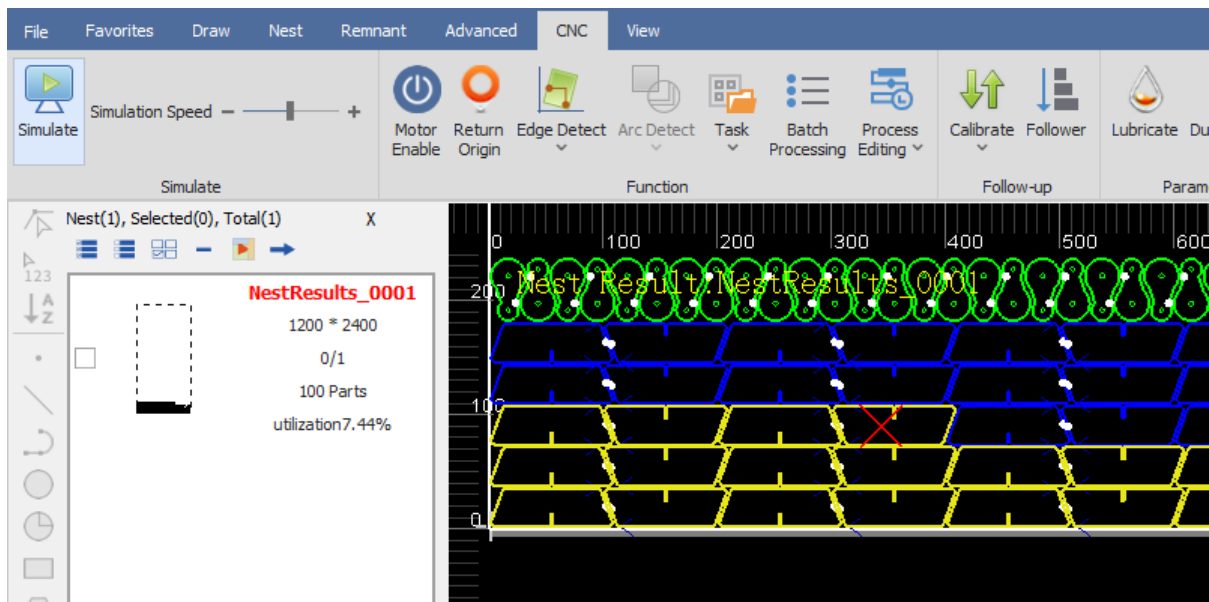 File Favorites Draw Nest Remnant Advanced CNC View
Simulate
Simulation Speed
Motor Enable
Return Origin
Edge Detect
Arc Detect
Task
Batch Processing
Process Editing
Calibrate
Follower
Lubricate
Du
Simulate
Function
Follow-up
Param
Nest(1), Selected(0), Total(1) X
123
A
Z
NestResults_0001
1200 * 2400
0/1
100 Parts
utilization7.44%
0 100 200 300 400 500 600
Nest Result:NestResults_0001
200
100
0